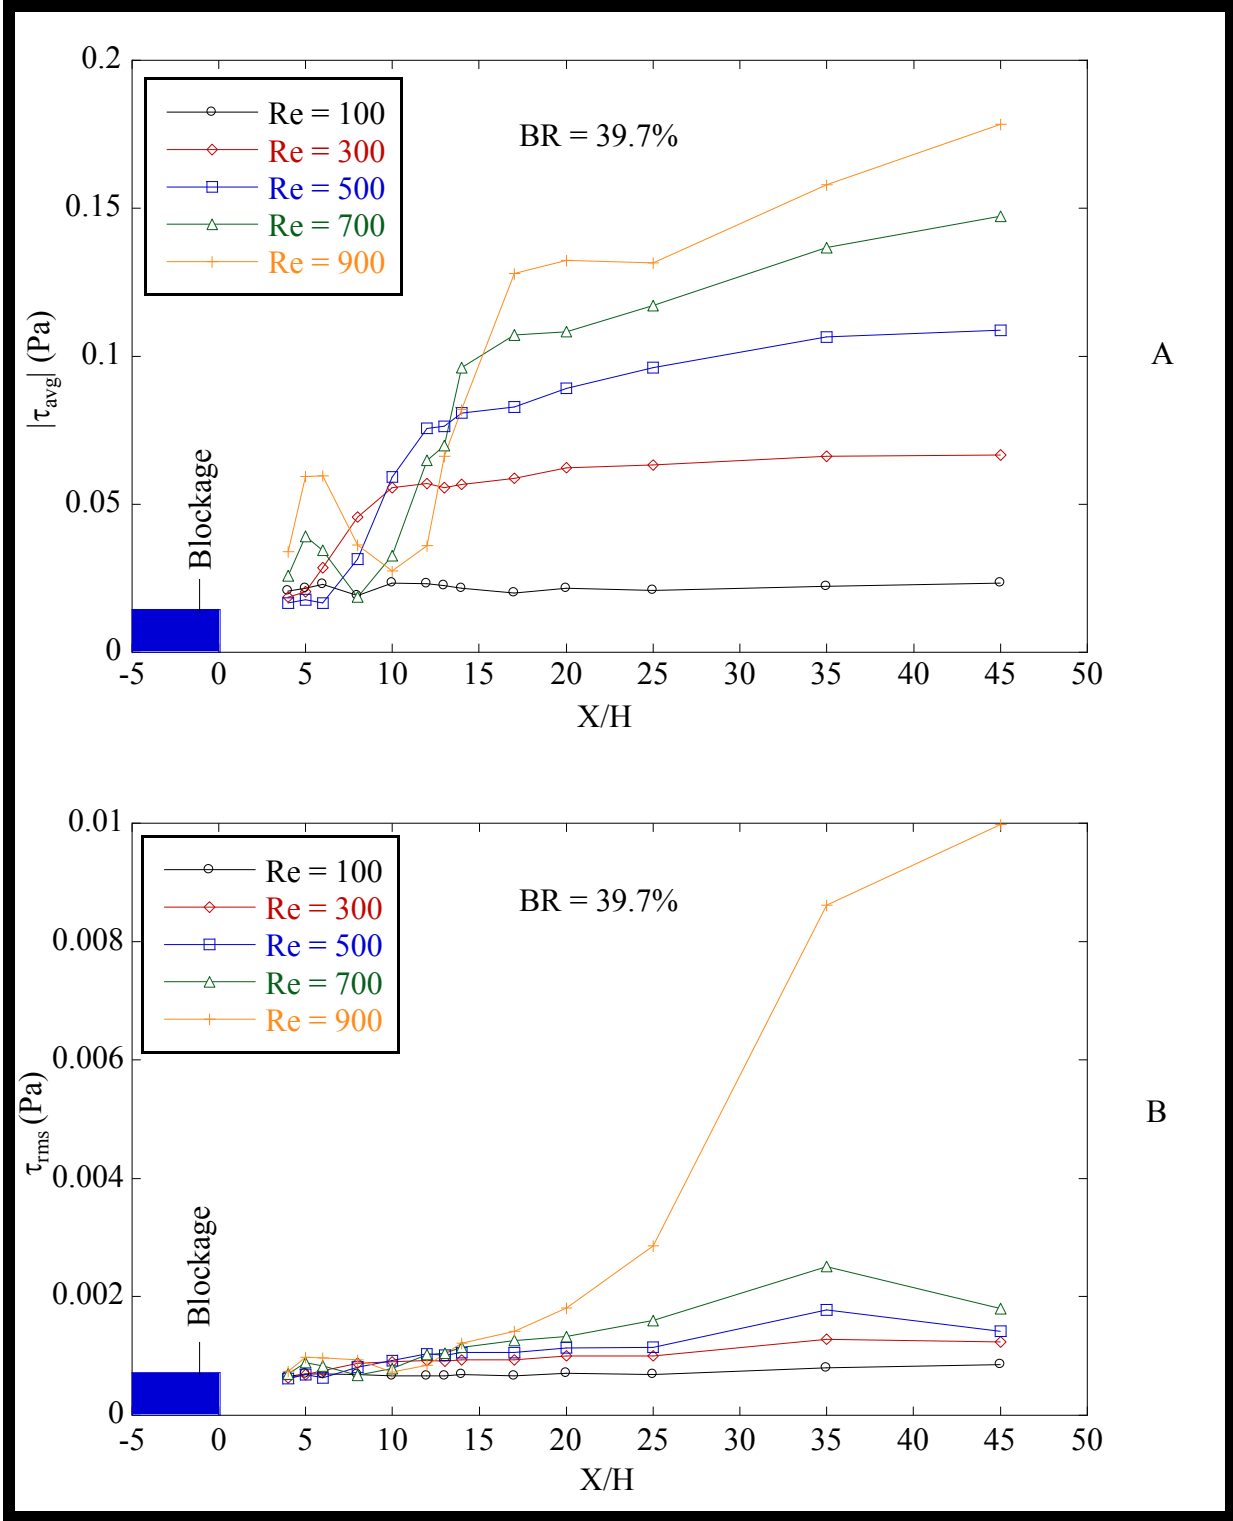 0.2
Re = 100
Re = 300
Re = 500
Re = 700
Re = 900
BR = 39.7%
0.15
0.1
0.05
0
|τavg| (Pa)
A
Blockage
-5 0 5 10 15 20 25 30 35 40 45 50
X/H
0.01
Re = 100
Re = 300
Re = 500
Re = 700
Re = 900
BR = 39.7%
0.008
0.006
0.004
0.002
0
τrms (Pa)
B
Blockage
-5 0 5 10 15 20 25 30 35 40 45 50
X/H